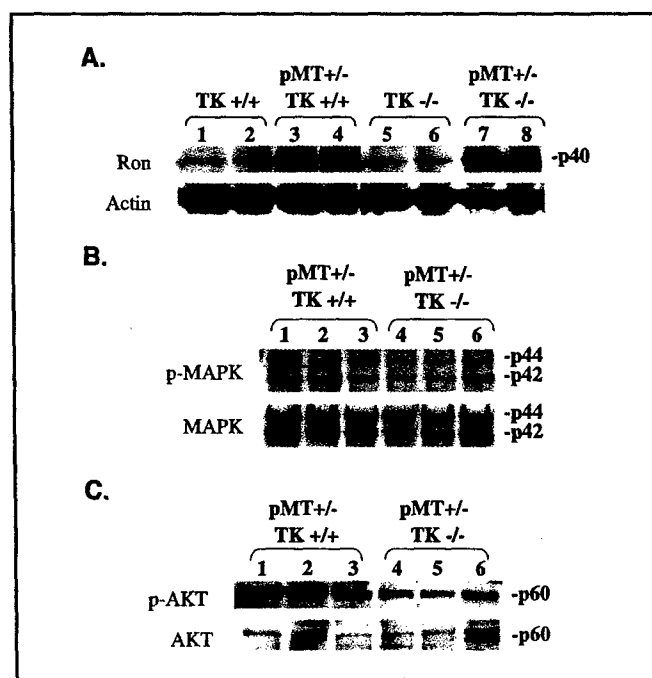 A.
pMT+/- pMT+/-
TK +/+ TK +/+ TK -/- TK -/-
1 2 3 4 5 6 7 8
Ron -p40
Actin
B.
pMT+/- pMT+/-
TK +/+ TK -/-
1 2 3 4 5 6
-p44
p-MAPK -p42
-p44
MAPK -p42
C.
pMT+/- pMT+/-
TK +/+ TK -/-
1 2 3 4 5 6
p-AKT -p60
AKT -p60